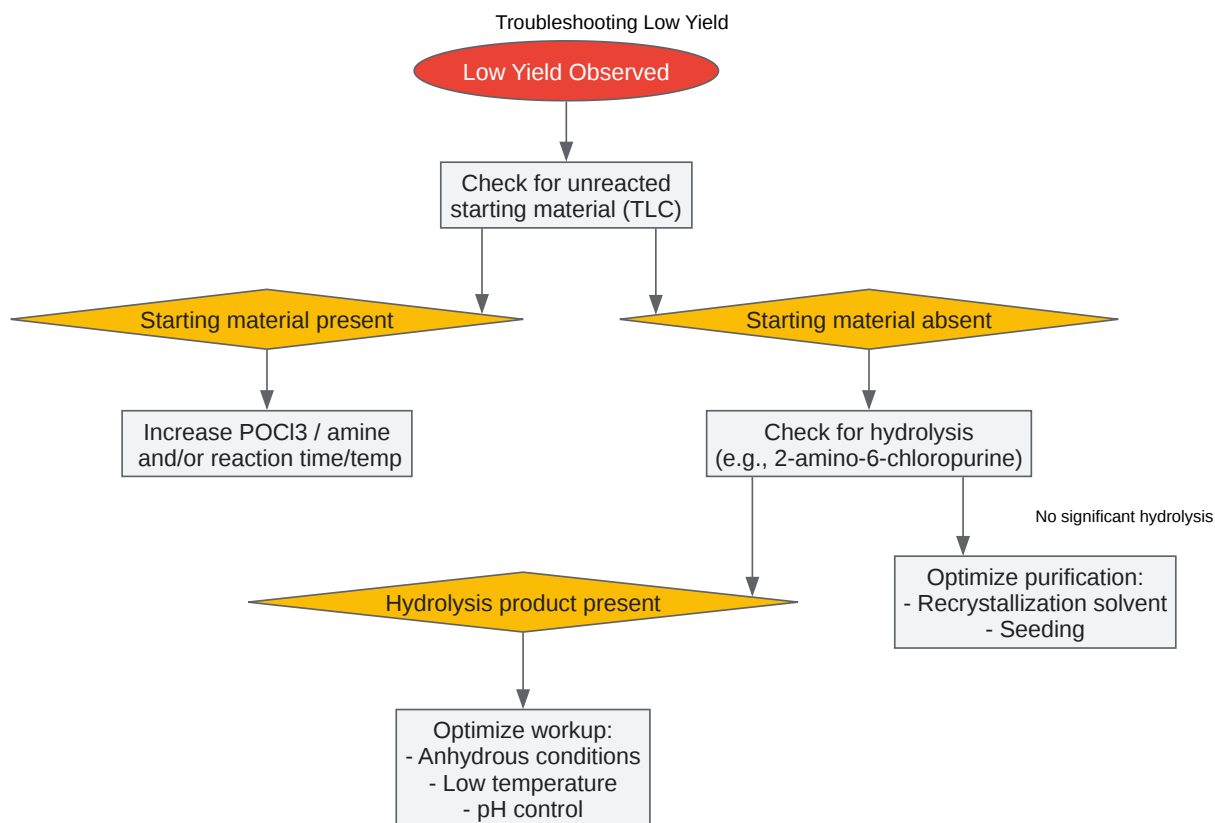 Troubleshooting Low Yield
Low Yield Observed
Check for unreacted
starting material (TLC)
Starting material present
Starting material absent
Increase POCl3 / amine
and/or reaction time/temp
Check for hydrolysis
(e.g., 2-amino-6-chloropurine)
No significant hydrolysis
Hydrolysis product present
Optimize purification:
- Recrystallization solvent
- Seeding
Optimize workup:
- Anhydrous conditions
- Low temperature
- pH control